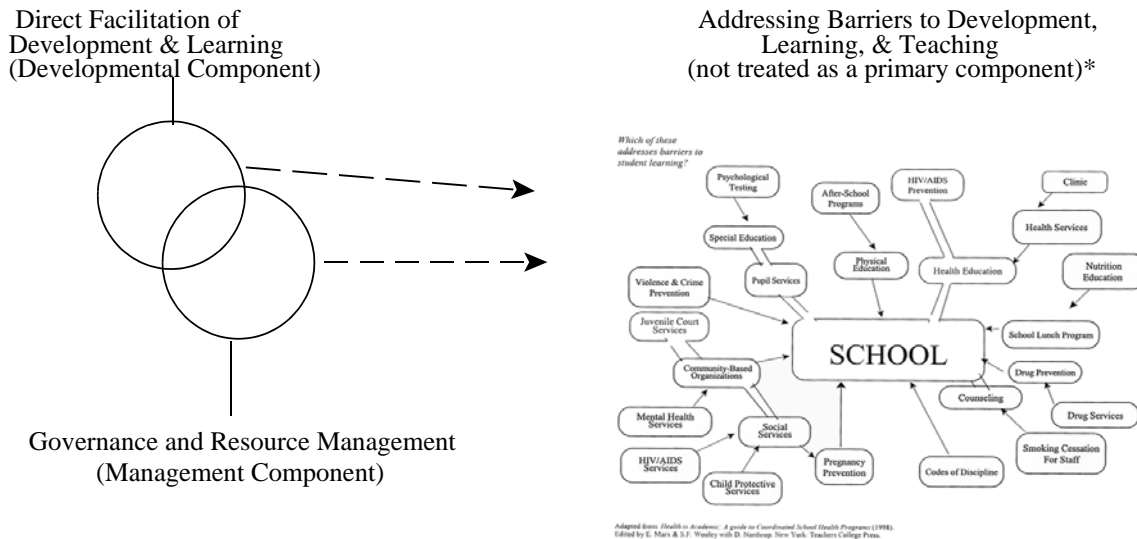 Direct Facilitation of
Development & Learning
(Developmental Component)
Addressing Barriers to Development,
Learning, & Teaching
(not treated as a primary component)*
Which of these
addresses barriers to
student learning?
Psychological
Testing
After-School
Programs
HIV/AIDS
Prevention
Clinic
Health Services
Special Education
Physical
Education
Health Education
Nutrition
Education
Pupil Services
Violence & Crime
Prevention
Juvenile Court
Services
SCHOOL
School Lunch Program
Community-Based
Organizations
Drug Prevention
Counseling
Drug Services
Mental Health
Services
Social
Services
Smoking Cessation
For Staff
HIV/AIDS
Services
Pregnancy
Prevention
Codes of Discipline
Child Protective
Services
Governance and Resource Management
(Management Component)
Adapted from: Health is Academic: A guide to Coordinated School Health Programs (1998).
Edited by E. Marx & S.F. Wooley with D. Northrop. New York: Teachers College Press.